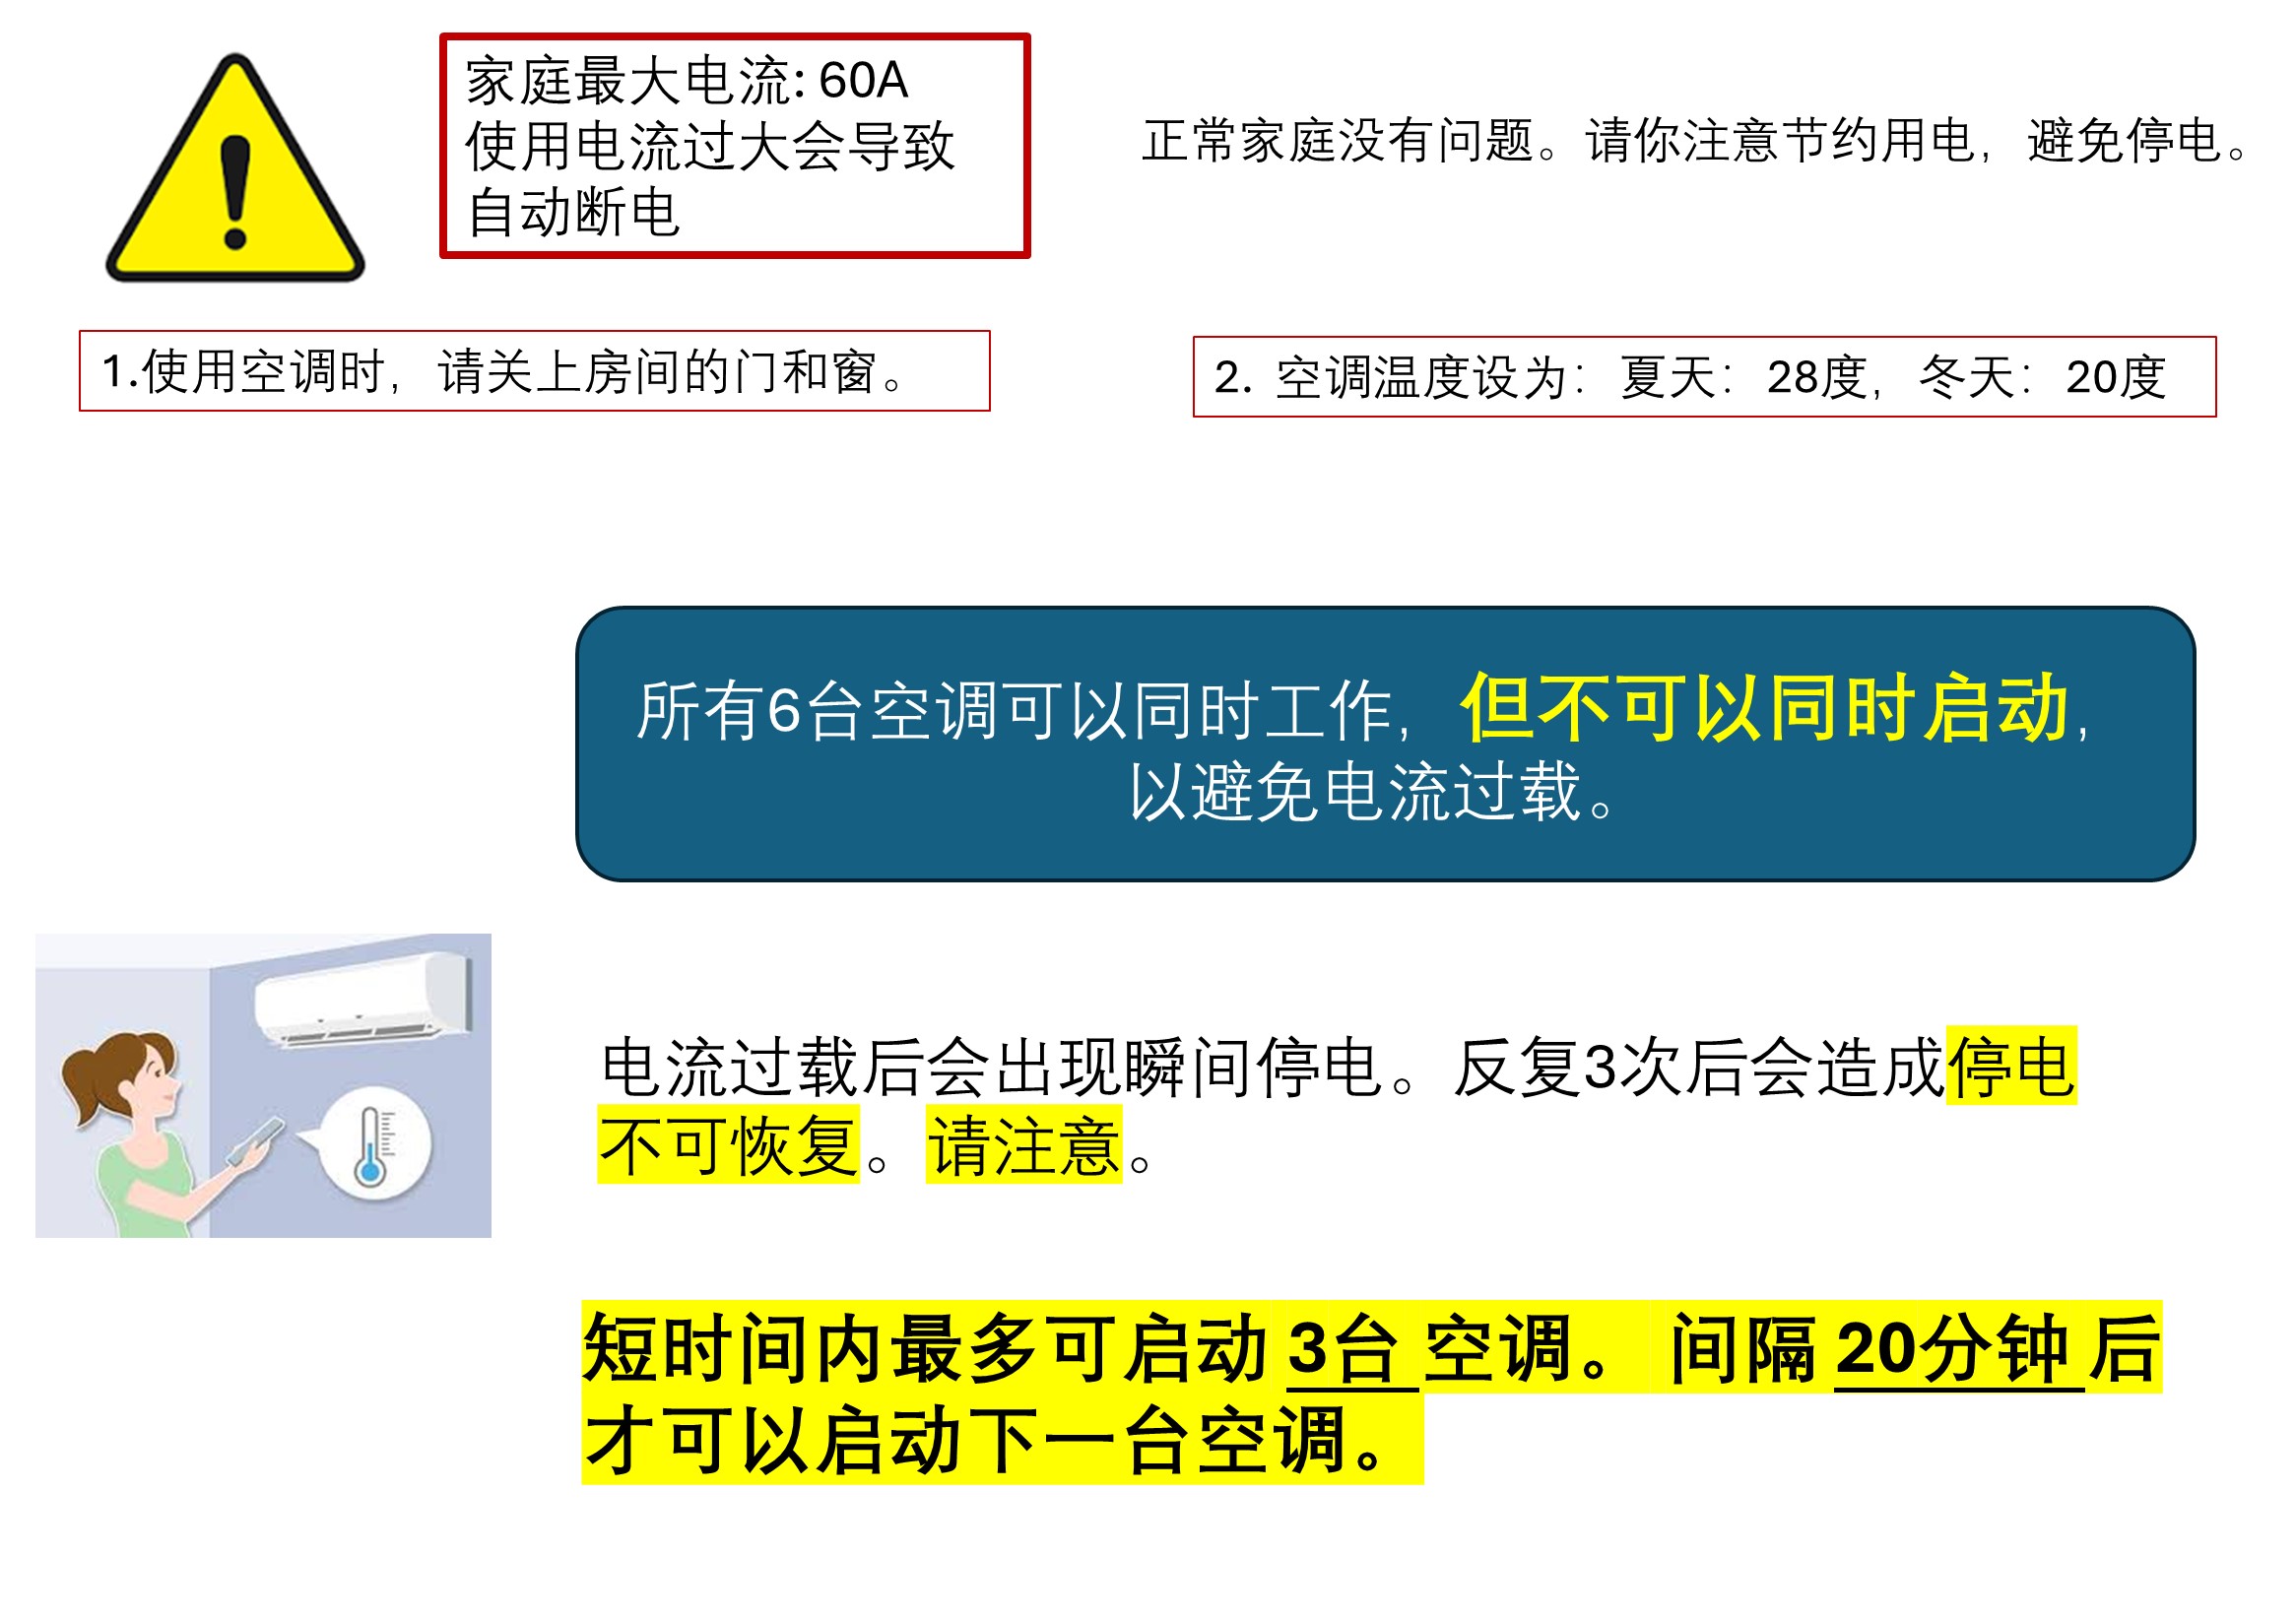 家庭最大电流: 60A
使用电流过大会导致
自动断电
正常家庭没有问题。请你注意节约用电, 避免停电。
1.使用空调时, 请关上房间的门和窗。
2. 空调温度设为: 夏天: 28度, 冬天: 20度
所有6台空调可以同时工作, 但不可以同时启动,
以避免电流过载。
电流过载后会出现瞬间停电。反复3次后会造成停电
不可恢复。请注意。
短时间内最多可启动 3台 空调。 间隔 20分钟 后
才可以启动下一台空调。